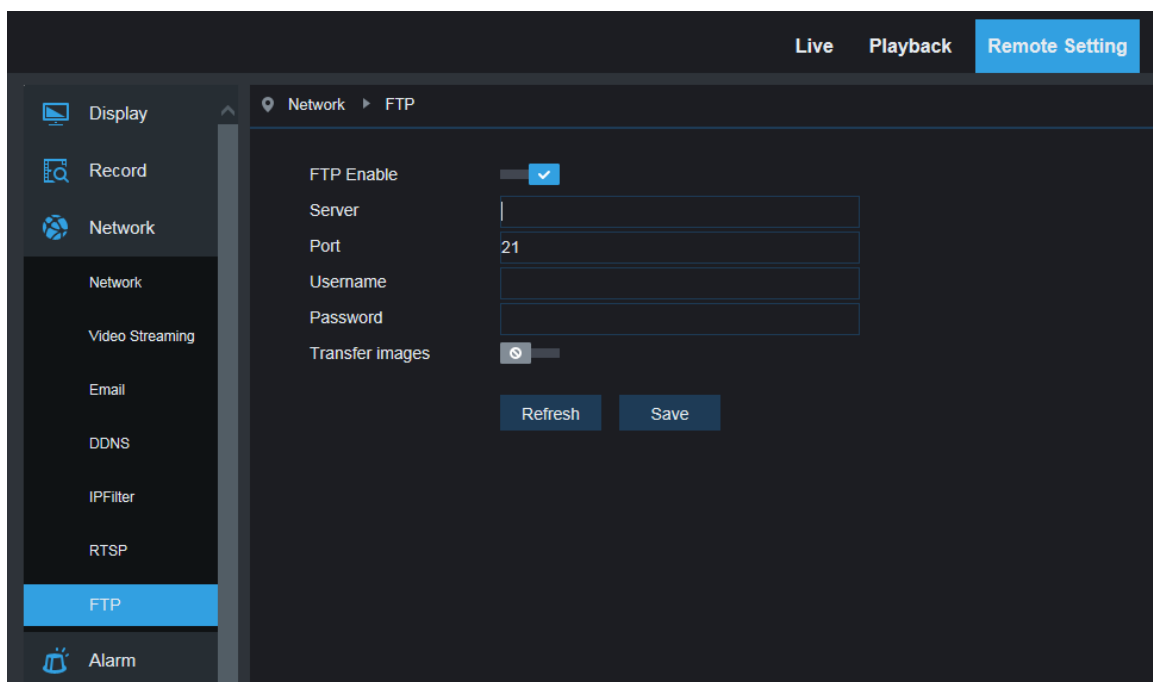 Live Playback Remote Setting
Display
Record
Network
Network
Video Streaming
Email
DDNS
IPFilter
RTSP
FTP
Alarm
Network FTP
FTP Enable
Server
Port 21
Username
Password
Transfer images
Refresh Save